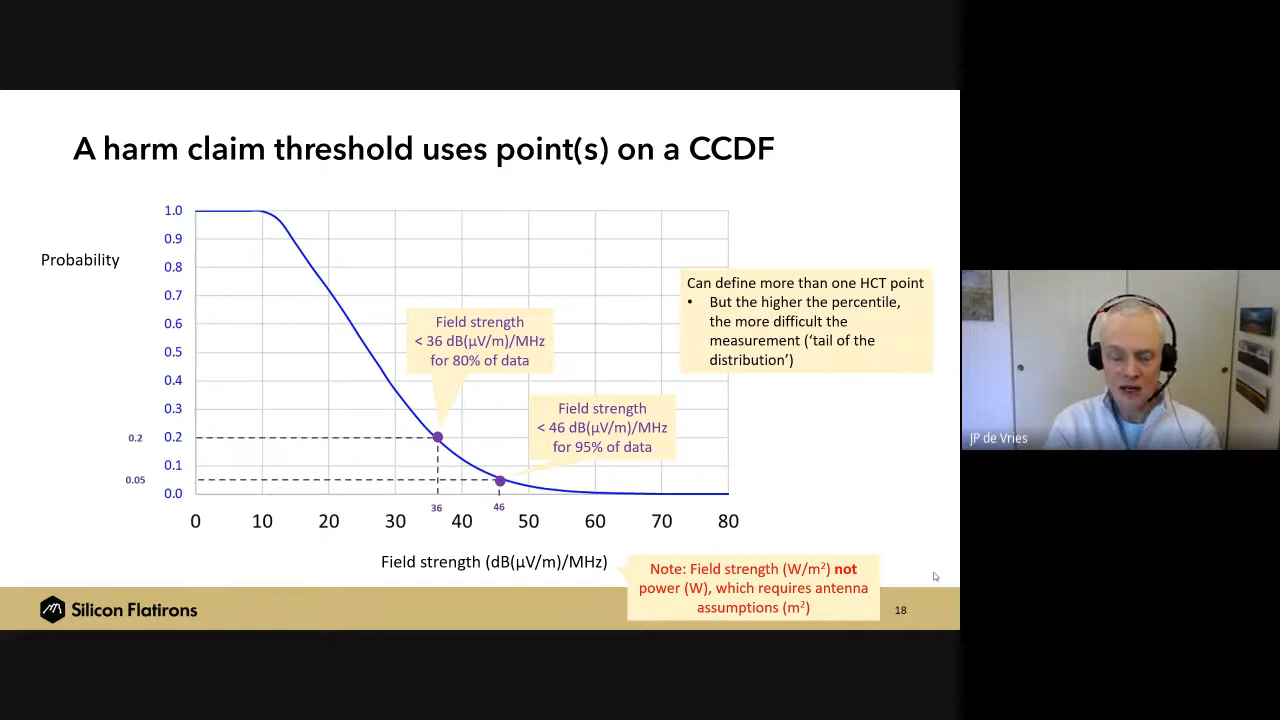 A harm claim threshold uses point(s) on a CCDF
Probability
1.0
0.9
0.8
0.7
0.6
0.5
0.4
0.3
0.2
0.1
0.0
0.2
0.05
Field strength
< 36 dB(µV/m)/MHz
for 80% of data
Field strength
< 46 dB(µV/m)/MHz
for 95% of data
Can define more than one HCT point
• But the higher the percentile,
the more difficult the
measurement (‘tail of the
distribution’)
36
46
0 10 20 30 40 50 60 70 80
Field strength (dB(µV/m)/MHz)
Note: Field strength (W/m²) not
power (W), which requires antenna
assumptions (m²)
Silicon Flatirons
18
JP de Vries